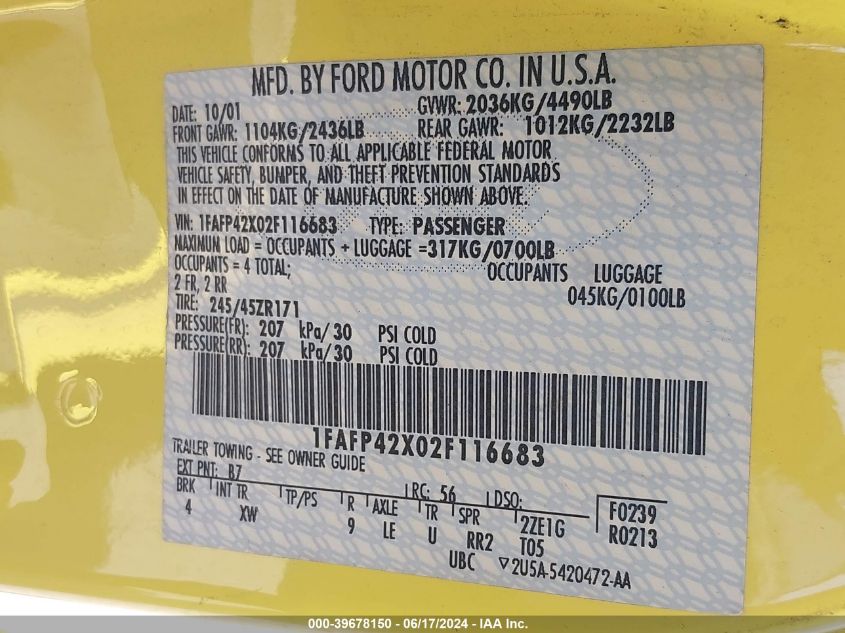 MFD. BY FORD MOTOR CO. IN U.S.A.
DATE: 10/01 GVWR: 2036KG/4490LB
FRONT GAWR: 1104KG/2436LB REAR GAWR: 1012KG/2232LB
THIS VEHICLE CONFORMS TO ALL APPLICABLE FEDERAL MOTOR
VEHICLE SAFETY, BUMPER, AND THEFT PREVENTION STANDARDS
IN EFFECT ON THE DATE OF MANUFACTURE SHOWN ABOVE.
VIN: 1FAFP42X02F116683 TYPE: PASSENGER
MAXIMUM LOAD = OCCUPANTS + LUGGAGE =317KG/0700LB
OCCUPANTS = 4 TOTAL; OCCUPANTS LUGGAGE
2 FR, 2 RR 045KG/0100LB
TIRE: 245/45ZR171
PRESSURE(FR): 207 kPa/30 PSI COLD
PRESSURE(RR): 207 kPa/30 PSI COLD
1FAFP42X02F116683
TRAILER TOWING - SEE OWNER GUIDE
EXT PNT: B7 RC: 56 DSO:
BRK INT TR TP/PS R AXLE TR SPR 2ZE1G F0239
4 XW 9 LE U RR2 T05 R0213
UBC ▽2U5A-5420472-AA
000-39678150 - 06/17/2024 - IAA Inc.